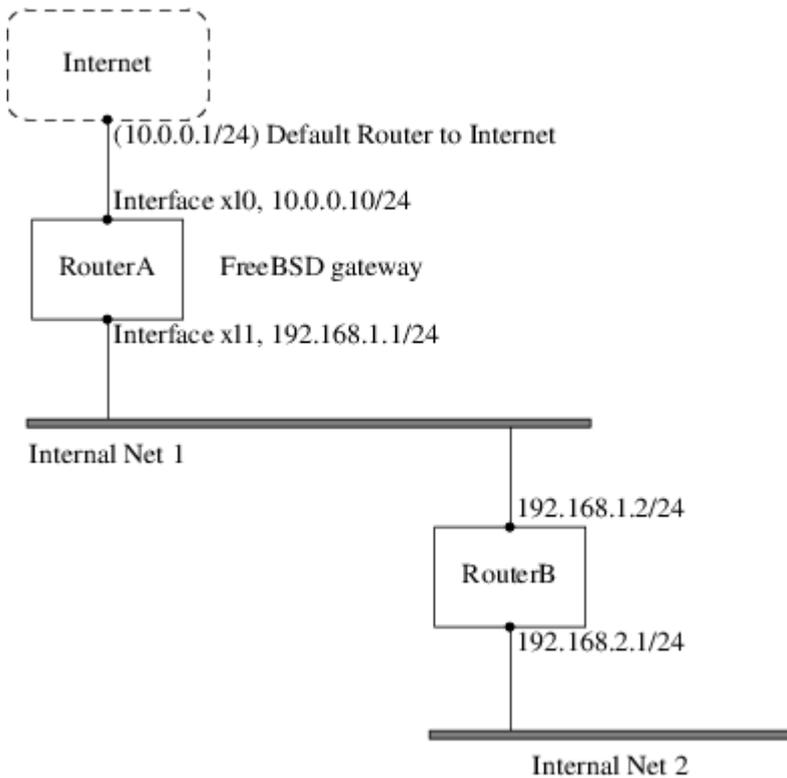 Internet
(10.0.0.1/24) Default Router to Internet
Interface xl0, 10.0.0.10/24
RouterA
FreeBSD gateway
Interface xl1, 192.168.1.1/24
Internal Net 1
192.168.1.2/24
RouterB
192.168.2.1/24
Internal Net 2